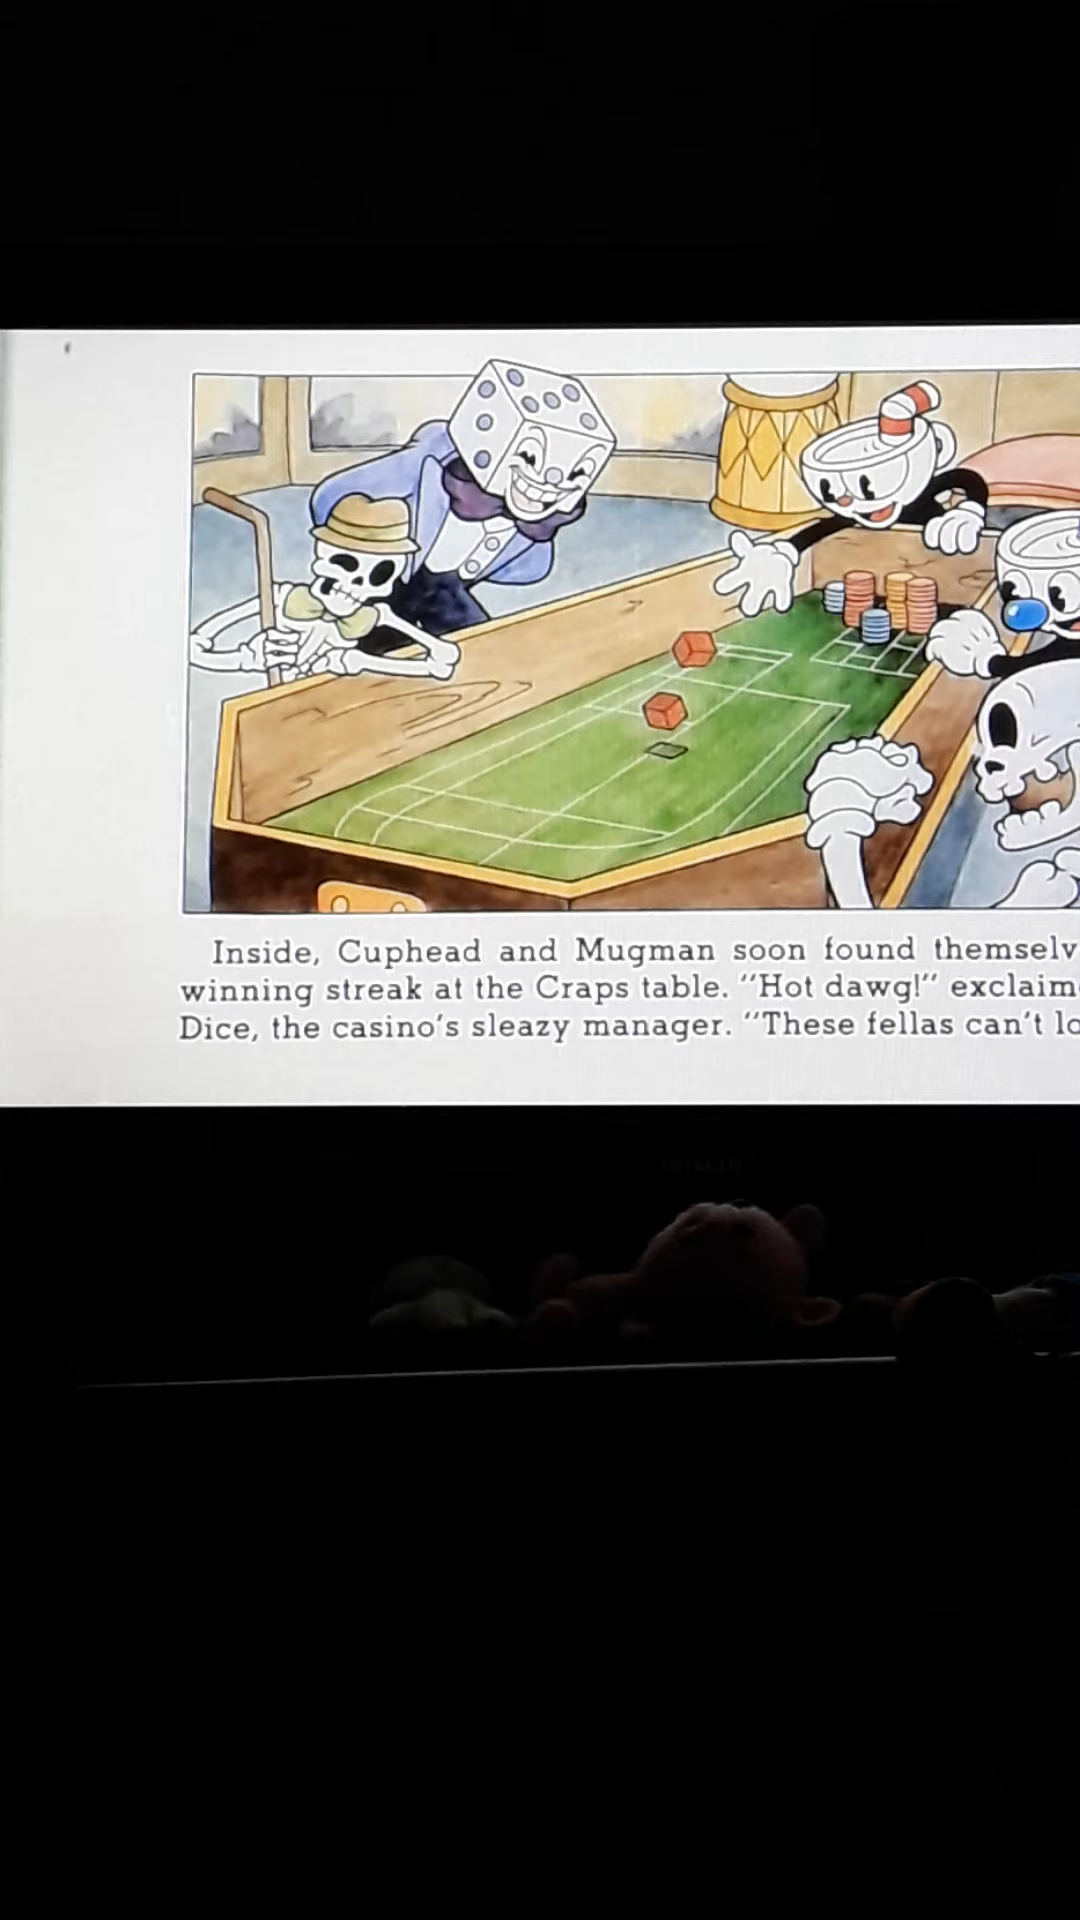 Inside, Cuphead and Mugman soon found themselv
winning streak at the Craps table. "Hot dawg!" exclaim
Dice, the casino's sleazy manager. "These fellas can't lo